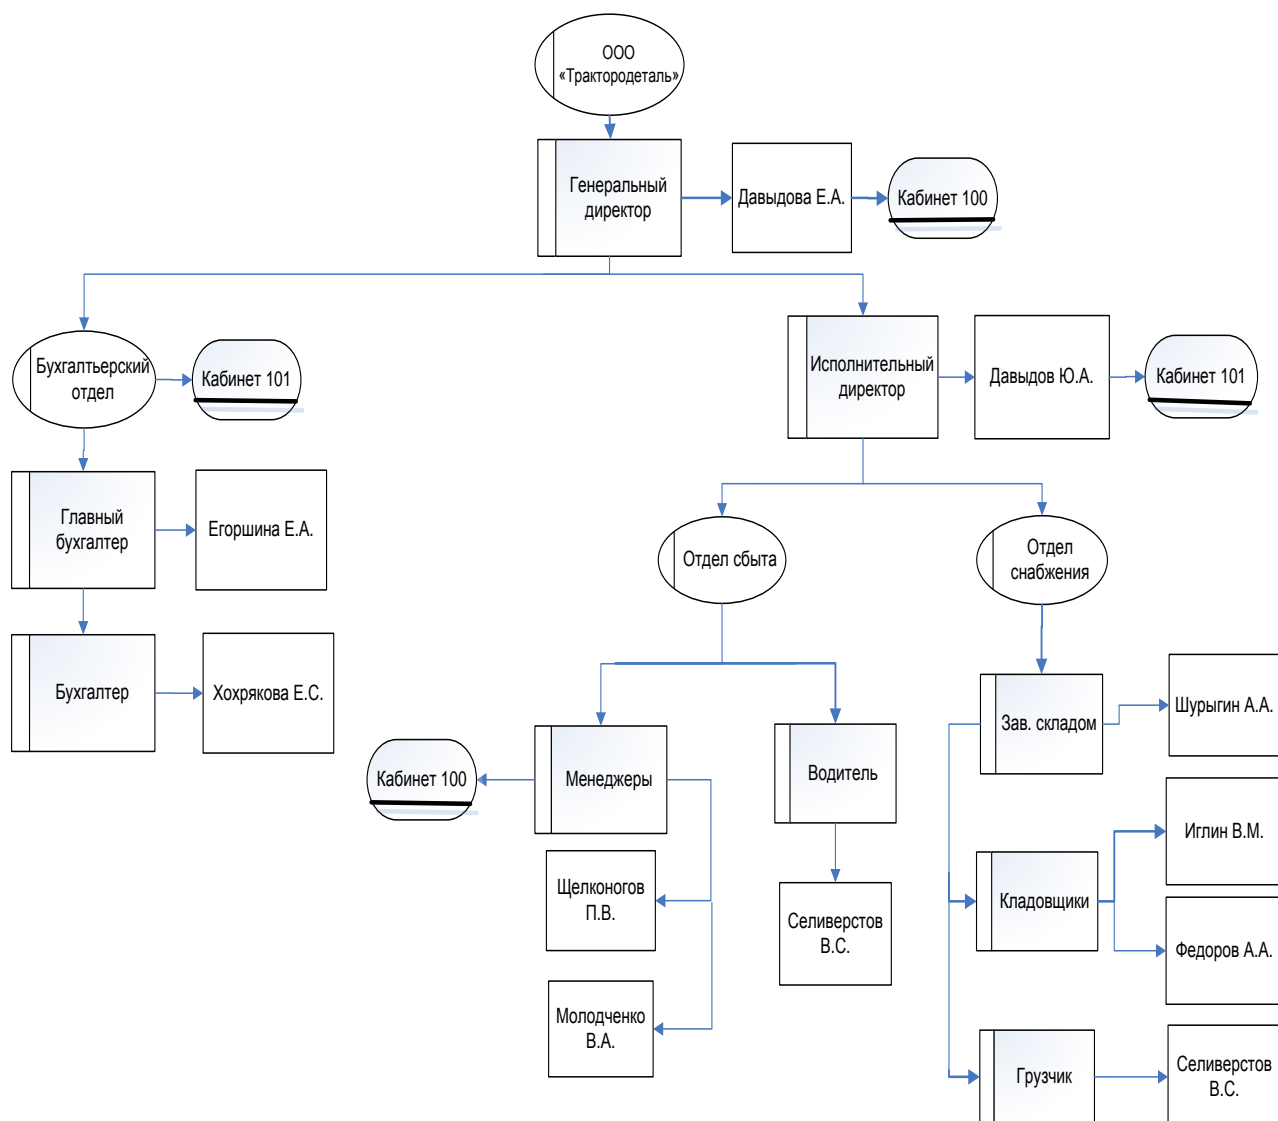 ООО
«Трактородеталь»
Генеральный
директор
Давыдова Е.А.
Кабинет 100
Бухгалтьерский
отдел
Кабинет 101
Исполнительный
директор
Давыдов Ю.А.
Кабинет 101
Главный
бухгалтер
Егоршина Е.А.
Отдел сбыта
Отдел
снабжения
Бухгалтер
Хохрякова Е.С.
Кабинет 100
Менеджеры
Водитель
Зав. складом
Шурыгин А.А.
Щелконогов
П.В.
Селиверстов
В.С.
Кладовщики
Иглин В.М.
Федоров А.А.
Молодченко
В.А.
Грузчик
Селиверстов
В.С.